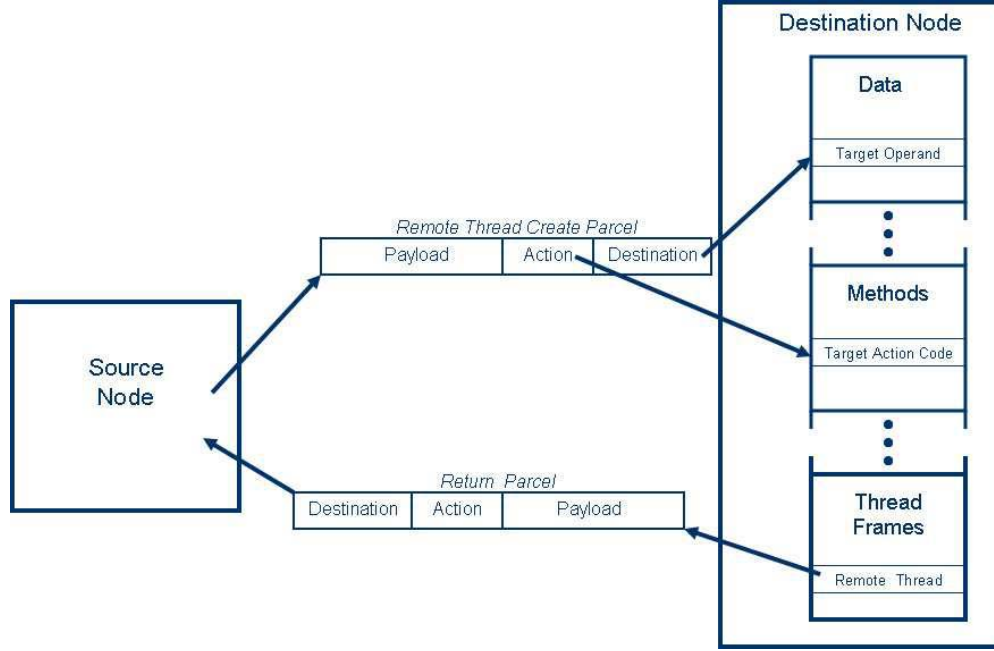 Destination Node
Data
Target Operand
Remote Thread Create Parcel
Payload Action Destination
Methods
Target Action Code
Source
Node
Return Parcel
Destination Action Payload
Thread
Frames
Remote Thread